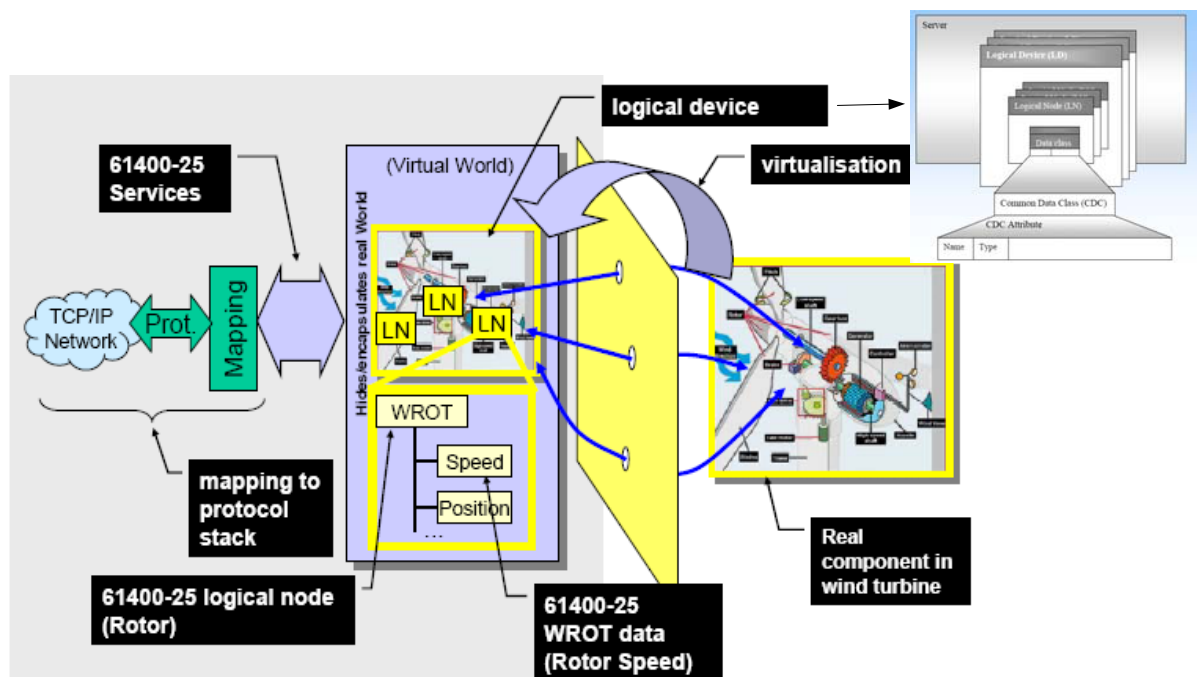 Server
Logical Device (LD)
Logical Node (LN)
Data class
Common Data Class (CDC)
CDC Attribute
Name Type
logical device
61400-25
Services
(Virtual World)
virtualisation
Hides/encapsulates real World
LN
LN
LN
TCP/IP
Network
Prot.
Mapping
WROT
Speed
Position
...
mapping to
protocol
stack
Real
component in
wind turbine
61400-25 logical node
(Rotor)
61400-25
WROT data
(Rotor Speed)
Rotor
Generator